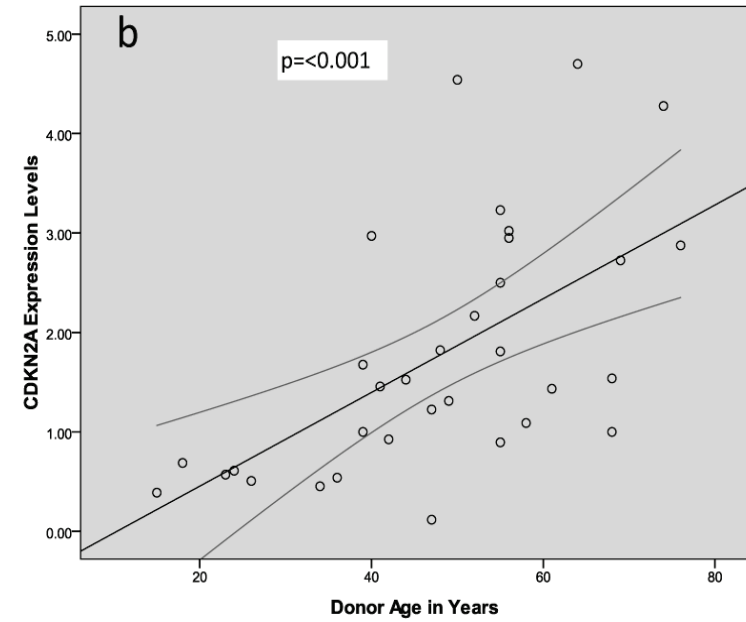 b
p=<0.001
5.00
4.00
3.00
2.00
1.00
0.00
CDKN2A Expression Levels
20 40 60 80
Donor Age in Years